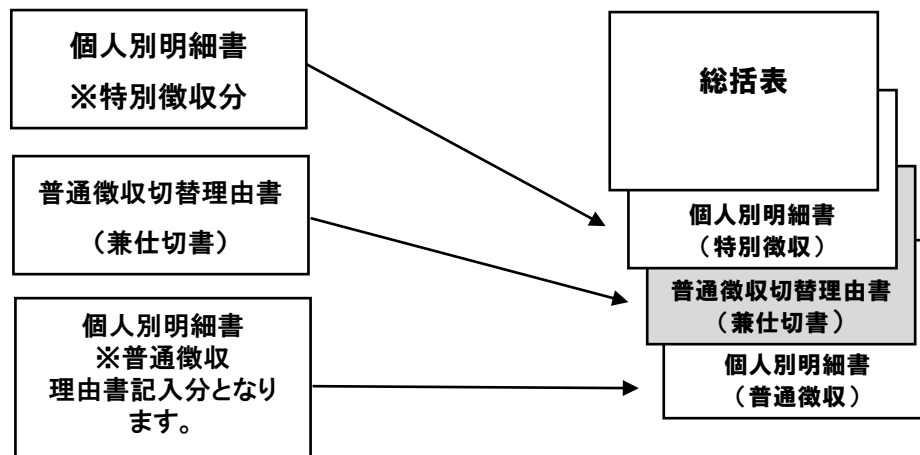 個人別明細書
※特別徴収分
普通徴収切替理由書
（兼仕切書）
個人別明細書
※普通徴収
理由書記入分となり
ます。
総括表
個人別明細書
（特別徴収）
普通徴収切替理由書
（兼仕切書）
個人別明細書
（普通徴収）